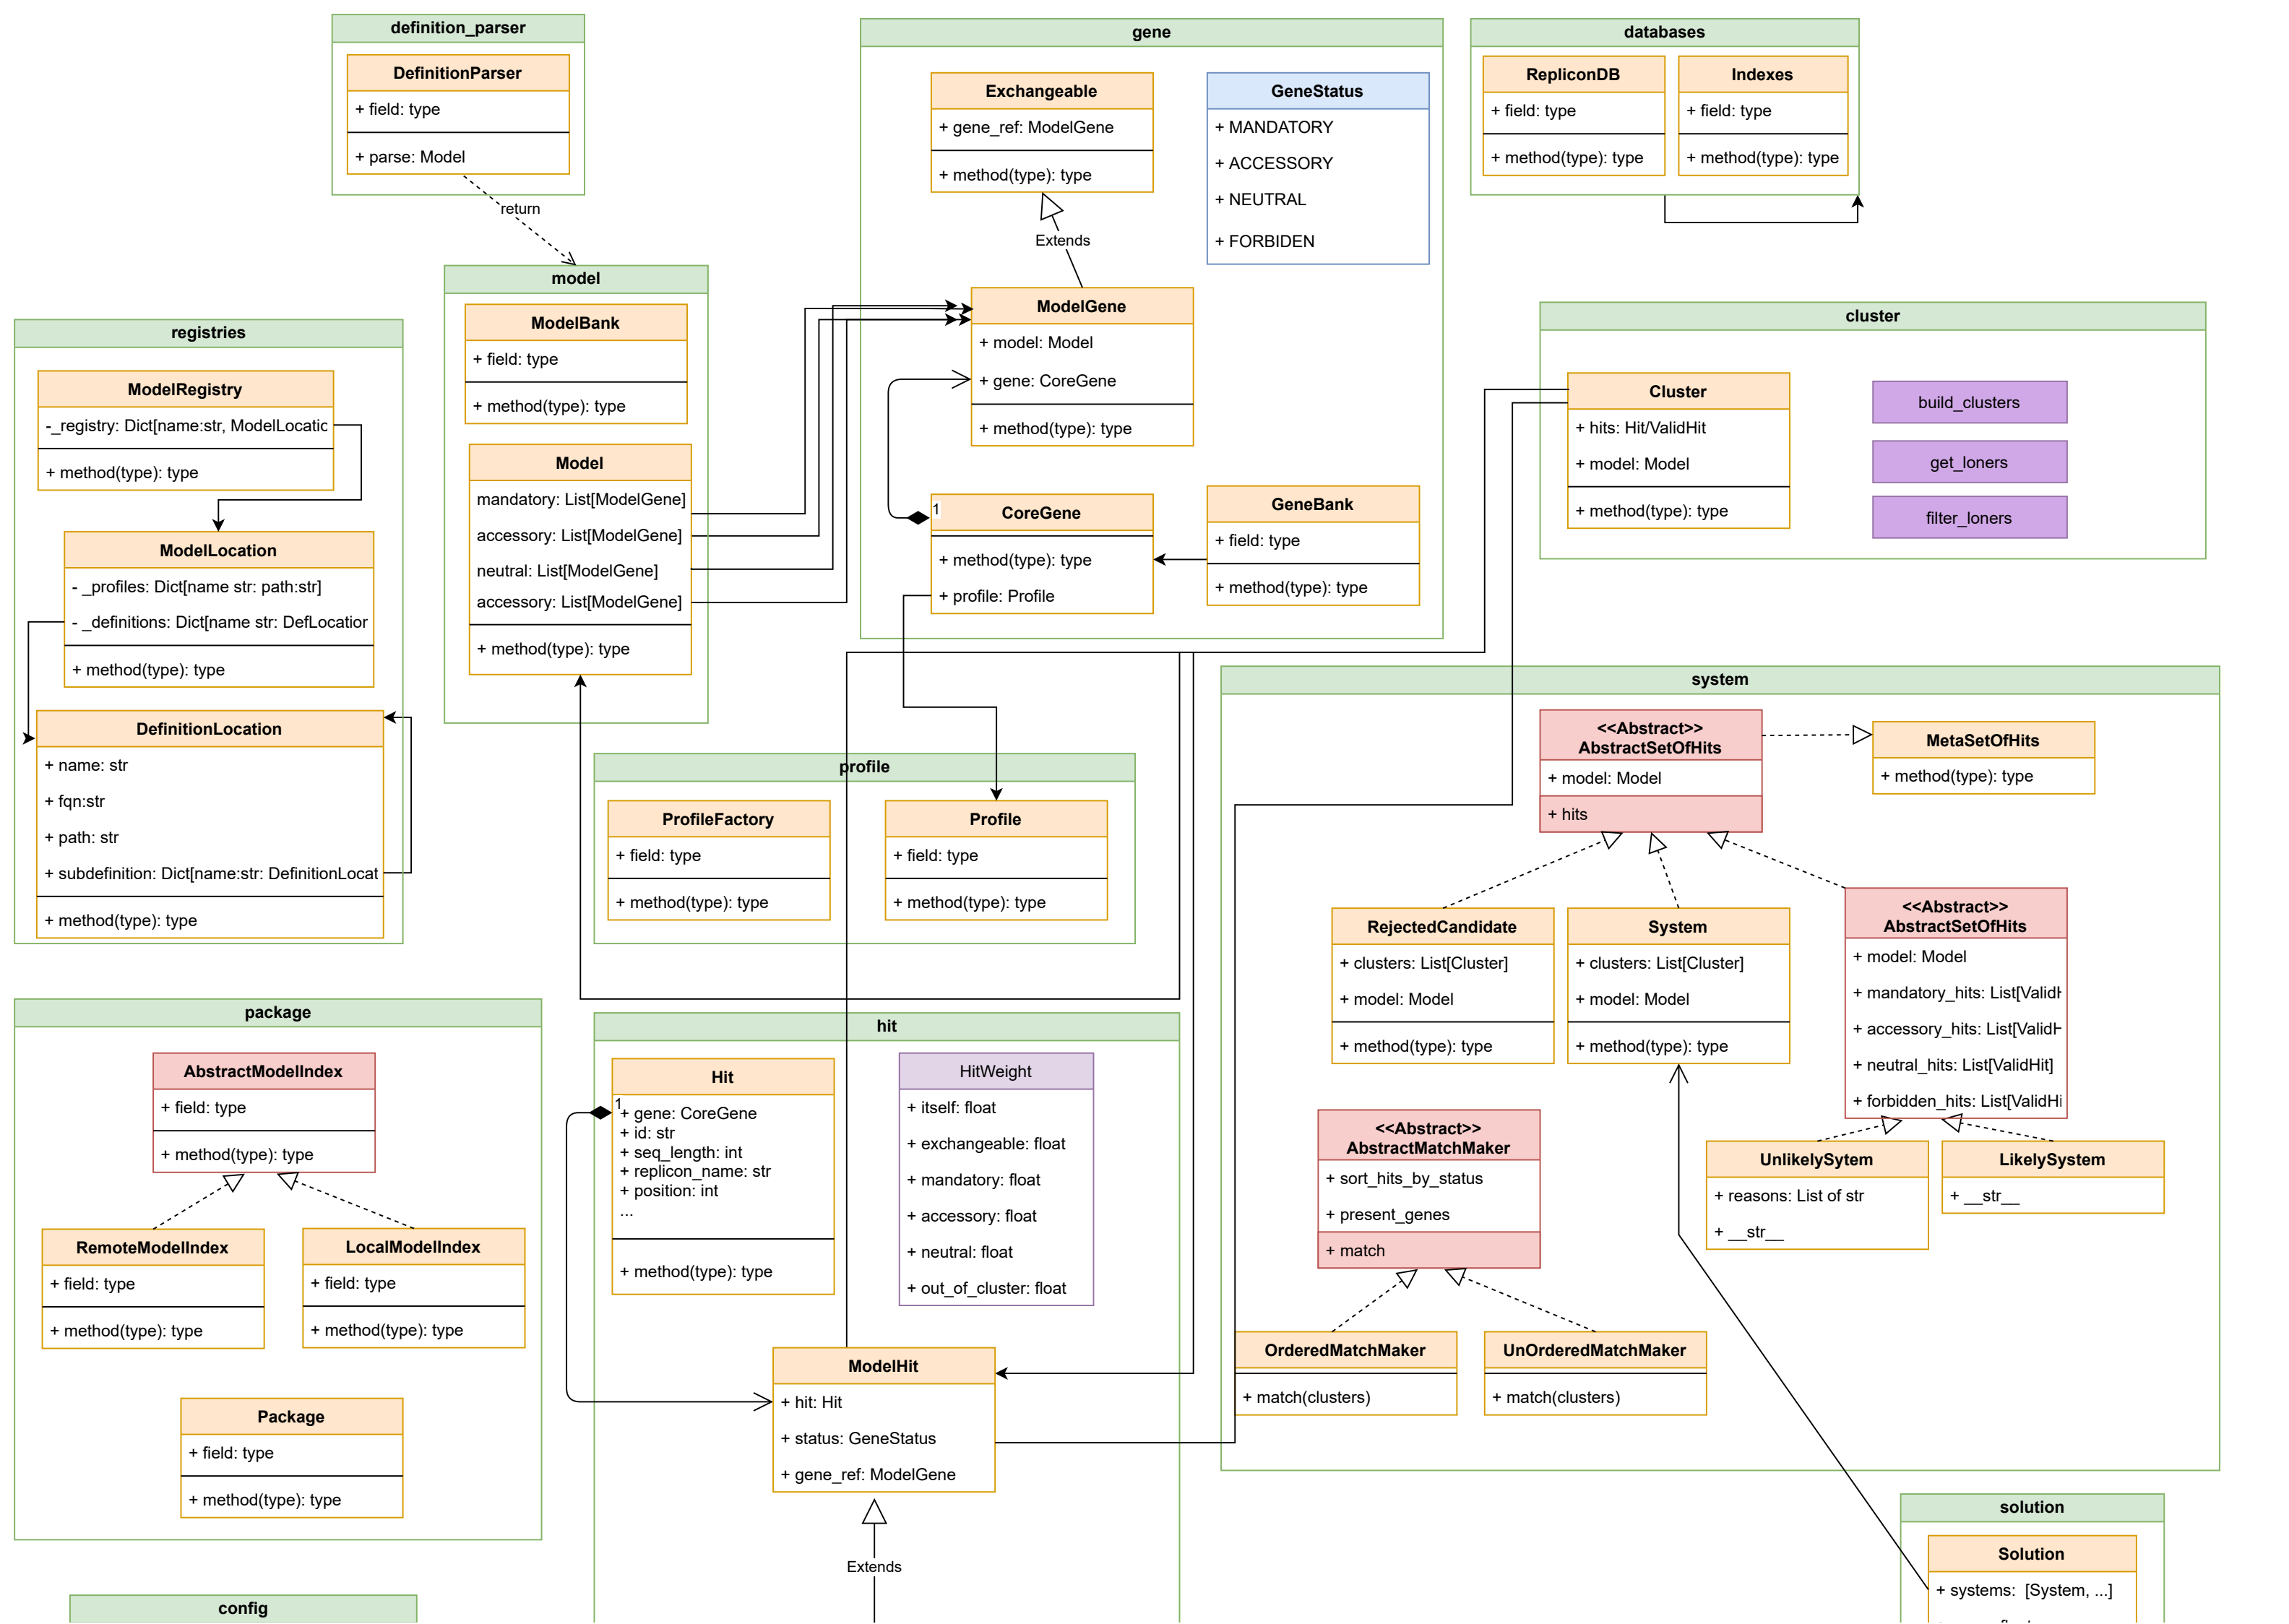 definition_parser
DefinitionParser
+ field: type
+ parse: Model
return
gene
Exchangeable
+ gene_ref: ModelGene
+ method(type): type
Extends
GeneStatus
+ MANDATORY
+ ACCESSORY
+ NEUTRAL
+ FORBIDEN
ModelGene
+ model: Model
+ gene: CoreGene
+ method(type): type
1
CoreGene
+ method(type): type
+ profile: Profile
GeneBank
+ field: type
+ method(type): type
databases
RepliconDB
+ field: type
+ method(type): type
Indexes
+ field: type
+ method(type): type
model
ModelBank
+ field: type
+ method(type): type
Model
mandatory: List[ModelGene]
accessory: List[ModelGene]
neutral: List[ModelGene]
accessory: List[ModelGene]
+ method(type): type
registries
ModelRegistry
-_registry: Dict[name:str, ModelLocatic
+ method(type): type
ModelLocation
- _profiles: Dict[name str: path:str]
- _definitions: Dict[name str: DefLocation
+ method(type): type
DefinitionLocation
+ name: str
+ fqn:str
+ path: str
+ subdefinition: Dict[name:str: DefinitionLocat
+ method(type): type
cluster
Cluster
+ hits: Hit/ValidHit
+ model: Model
+ method(type): type
build_clusters
get_loners
filter_loners
profile
ProfileFactory
+ field: type
+ method(type): type
Profile
+ field: type
+ method(type): type
system
<<Abstract>>
AbstractSetOfHits
+ model: Model
+ hits
MetaSetOfHits
+ method(type): type
RejectedCandidate
+ clusters: List[Cluster]
+ model: Model
+ method(type): type
System
+ clusters: List[Cluster]
+ model: Model
+ method(type): type
<<Abstract>>
AbstractSetOfHits
+ model: Model
+ mandatory_hits: List[ValidH
+ accessory_hits: List[ValidH
+ neutral_hits: List[ValidHit]
+ forbidden_hits: List[ValidHi
UnlikelySytem
+ reasons: List of str
+ __str__
LikelySystem
+ __str__
<<Abstract>>
AbstractMatchMaker
+ sort_hits_by_status
+ present_genes
+ match
OrderedMatchMaker
+ match(clusters)
UnOrderedMatchMaker
+ match(clusters)
package
AbstractModelIndex
+ field: type
+ method(type): type
RemoteModelIndex
+ field: type
+ method(type): type
LocalModelIndex
+ field: type
+ method(type): type
Package
+ field: type
+ method(type): type
hit
Hit
1
+ gene: CoreGene
+ id: str
+ seq_length: int
+ replicon_name: str
+ position: int
...
+ method(type): type
HitWeight
+ itself: float
+ exchangeable: float
+ mandatory: float
+ accessory: float
+ neutral: float
+ out_of_cluster: float
ModelHit
+ hit: Hit
+ status: GeneStatus
+ gene_ref: ModelGene
Extends
solution
Solution
+ systems: [System, ...]
config